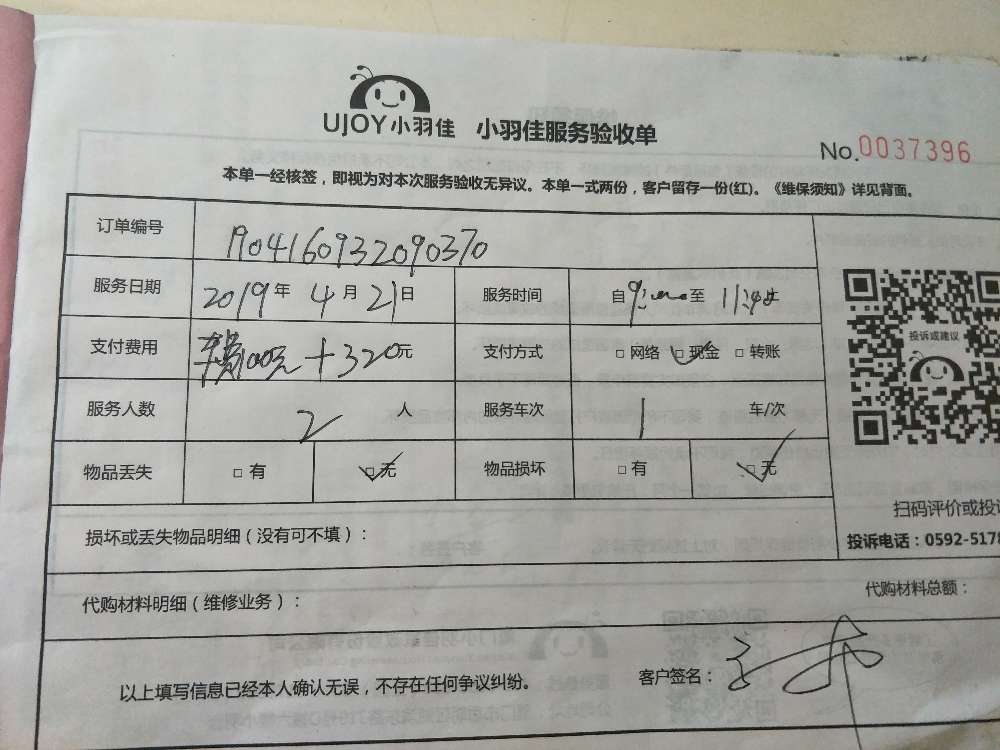 UJOY小羽佳 小羽佳服务验收单
No.0037396
本单一经核签，即视为对本次服务验收无异议。本单一式两份，客户留存一份(红)。《维保须知》详见背面。
订单编号 1904160932090370
服务日期 2019年 4月 21日 服务时间 自 至
支付费用 100元+320元 支付方式 □网络 □现金 □转账
服务人数 2 人 服务车次 1 车/次
物品丢失 □有 □无 物品损坏 □有 □无
投诉或建议
扫码评价或投
损坏或丢失物品明细（没有可不填）：
投诉电话：0592-5178
代购材料明细（维修业务）：
代购材料总额：
以上填写信息已经本人确认无误，不存在任何争议纠纷。
客户签名：